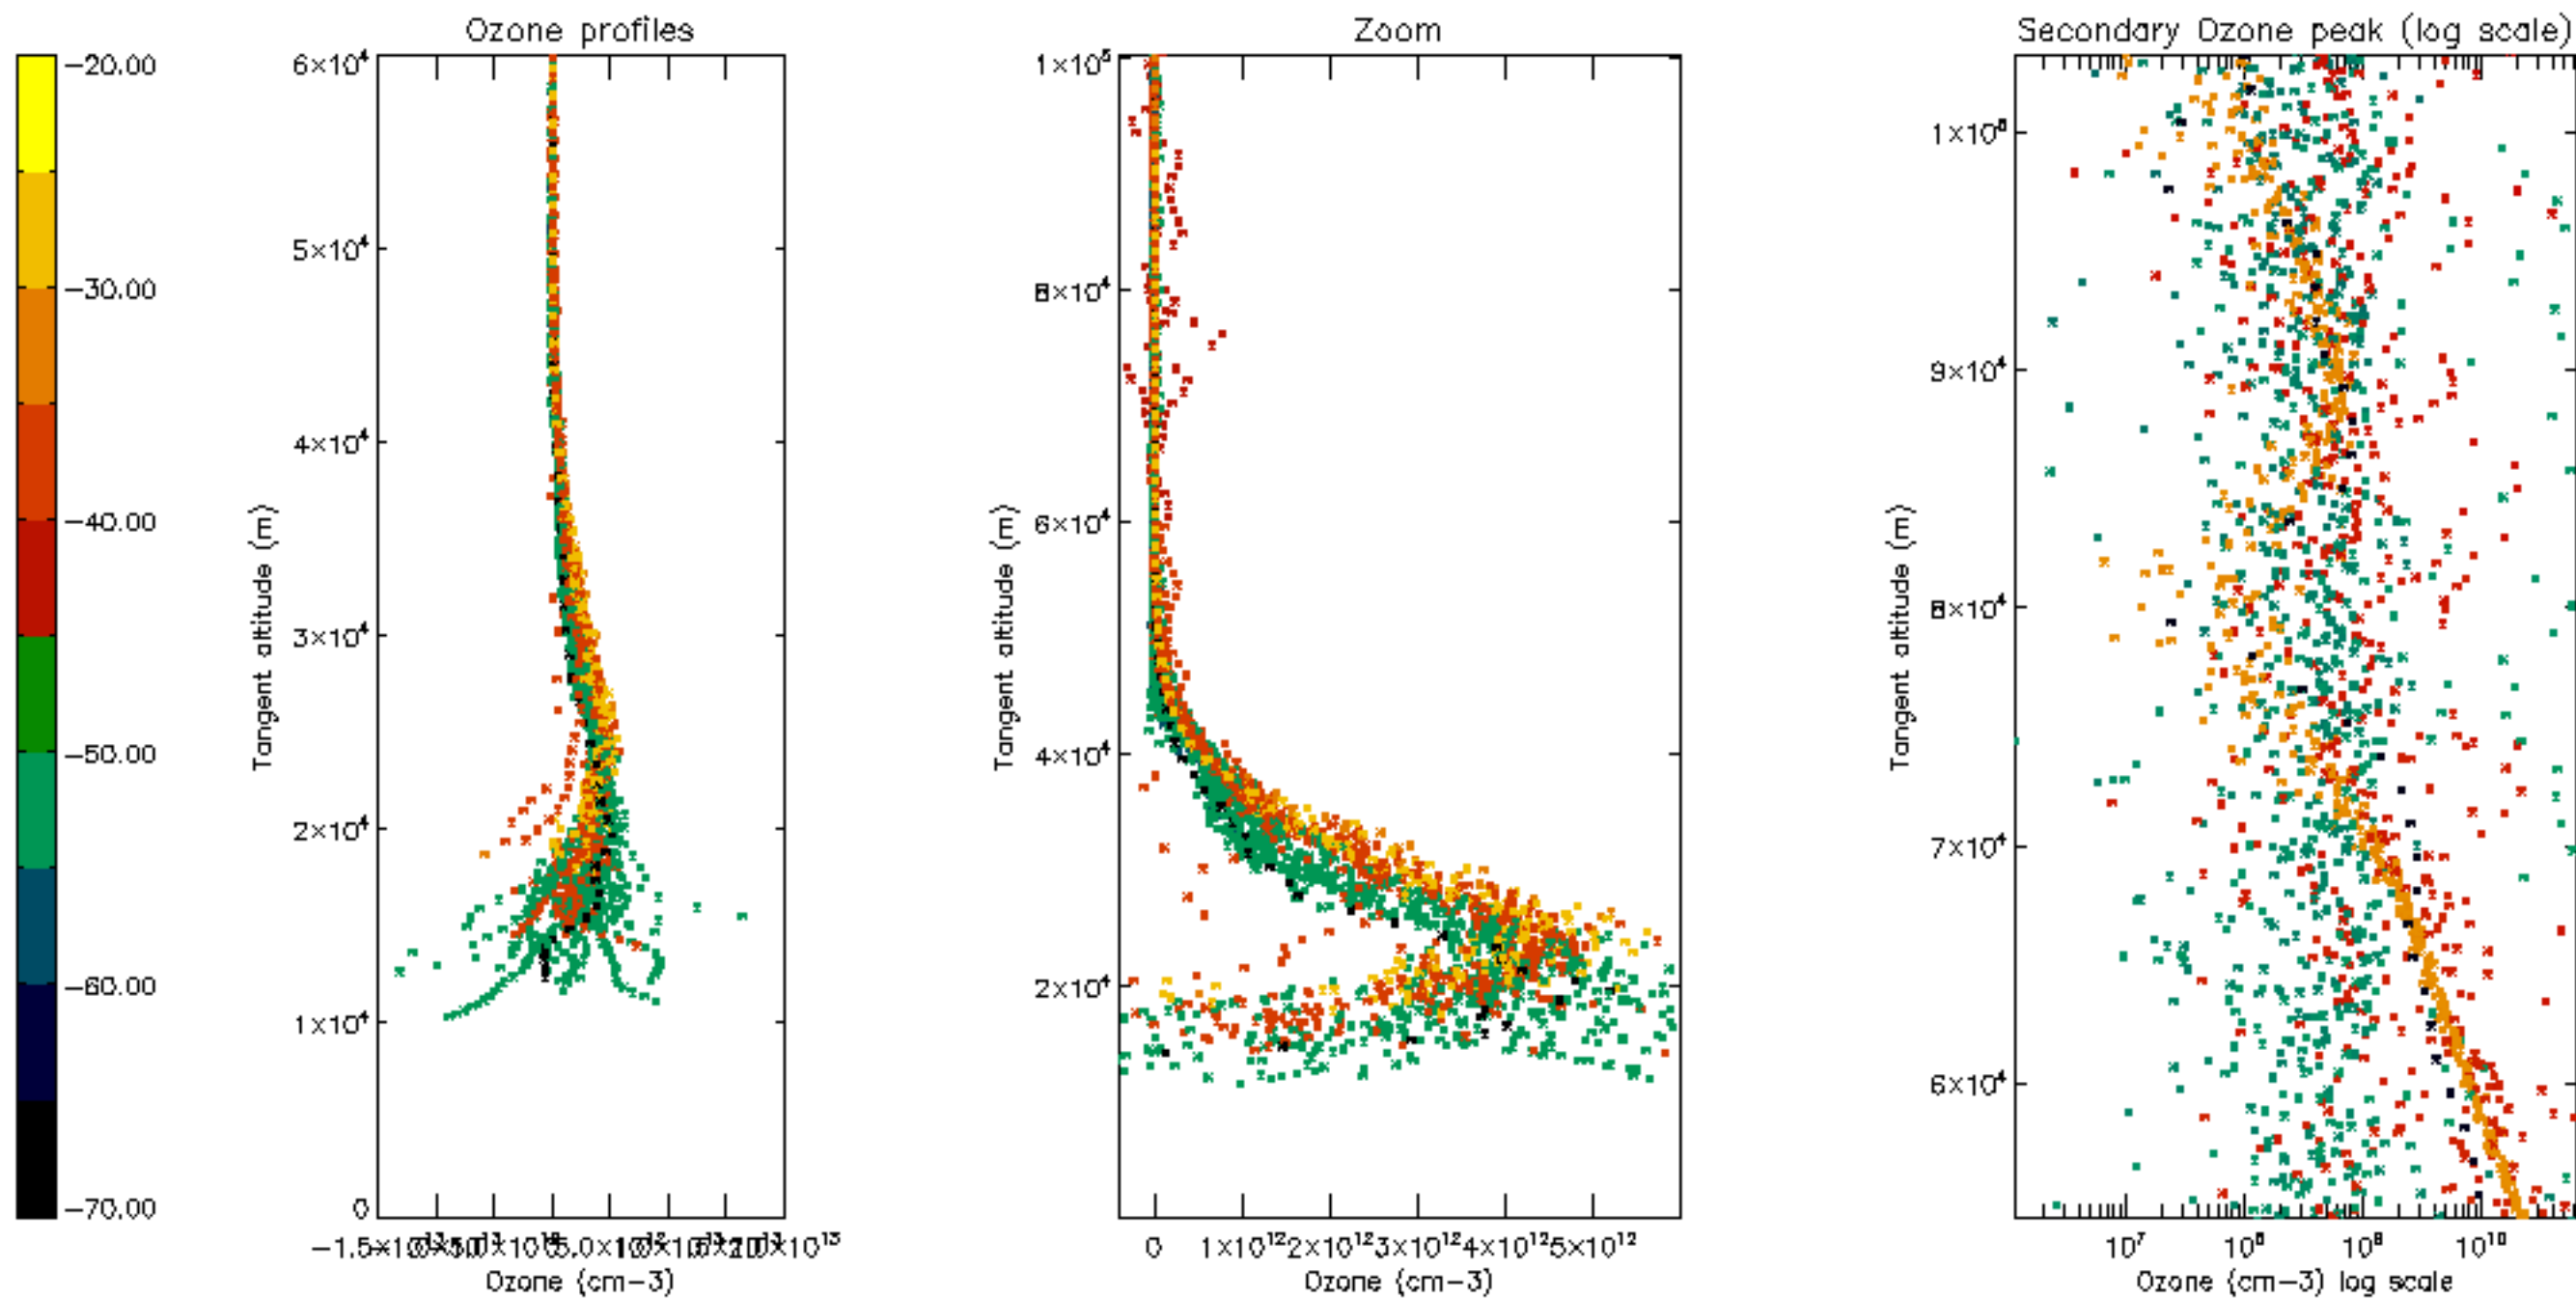 Ozone profiles
Zoom
Secondary Ozone peak (log scale)
-20.00
-30.00
-40.00
-50.00
-60.00
-70.00
6×10⁴
5×10⁴
4×10⁴
3×10⁴
2×10⁴
1×10⁴
0
Tangent altitude (m)
Ozone (cm-3)
1×10⁵
8×10⁴
6×10⁴
4×10⁴
2×10⁴
Tangent altitude (m)
0 1×10¹² 2×10¹² 3×10¹² 4×10¹² 5×10¹²
Ozone (cm-3)
9×10⁴
8×10⁴
7×10⁴
6×10⁴
Tangent altitude (m)
10⁷ 10⁸ 10⁹ 10¹⁰
Ozone (cm-3) log scale